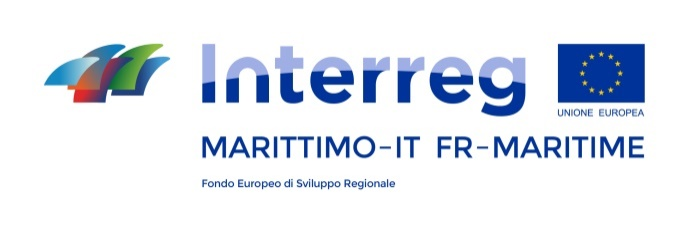 Interreg
UNIONE EUROPEA
MARITTIMO-IT FR-MARITIME
Fondo Europeo di Sviluppo Regionale